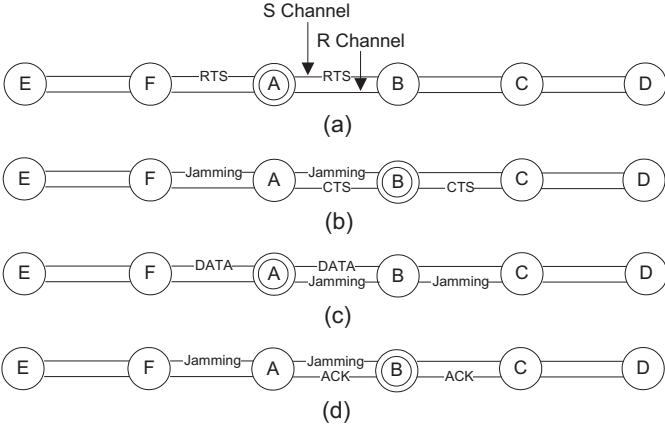 S Channel
R Channel
E F RTS A RTS B C D
(a)
E F Jamming A Jamming CTS B CTS C D
(b)
E F DATA A DATA Jamming B Jamming C D
(c)
E F Jamming A Jamming ACK B ACK C D
(d)